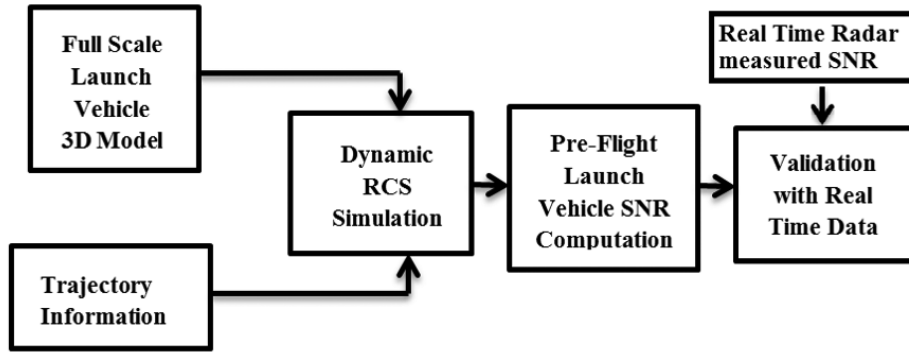 Full Scale
Launch
Vehicle
3D Model
Trajectory
Information
Dynamic
RCS
Simulation
Pre-Flight
Launch
Vehicle SNR
Computation
Real Time Radar
measured SNR
Validation
with Real
Time Data